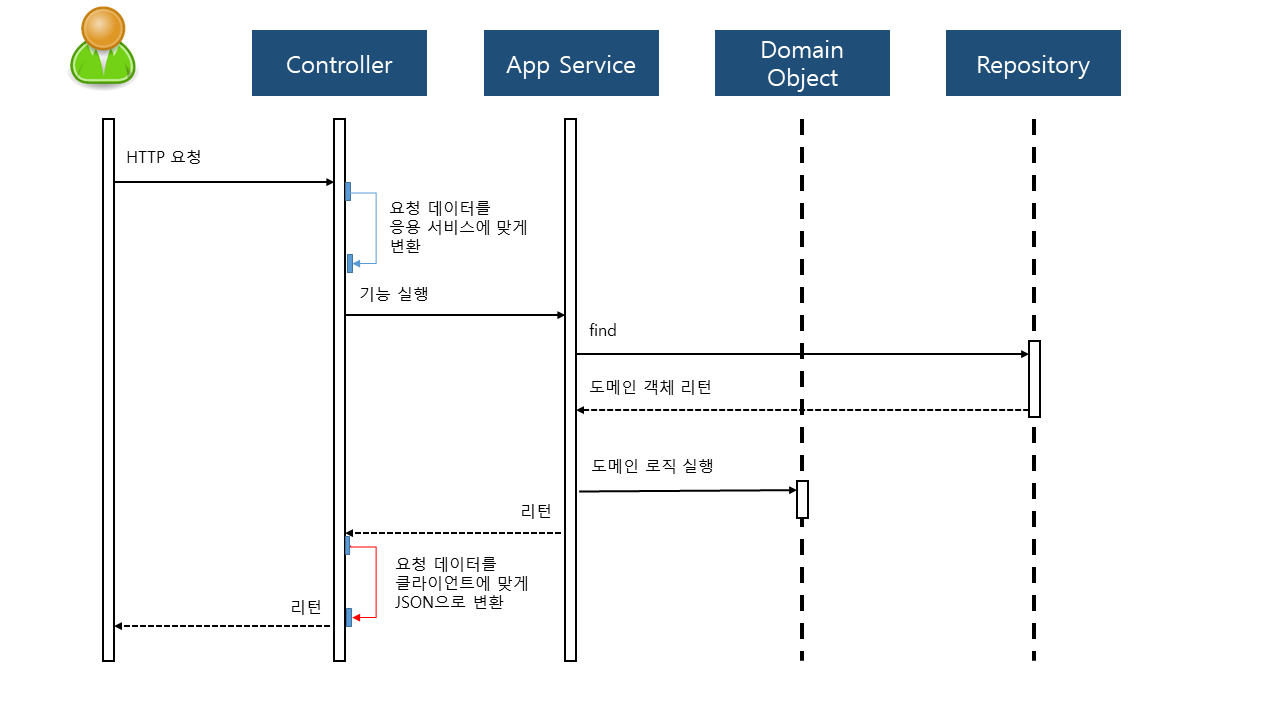 Controller
App Service
Domain
Object
Repository
HTTP 요청
요청 데이터를
응용 서비스에 맞게
변환
기능 실행
find
도메인 객체 리턴
도메인 로직 실행
리턴
요청 데이터를
클라이언트에 맞게
JSON으로 변환
리턴